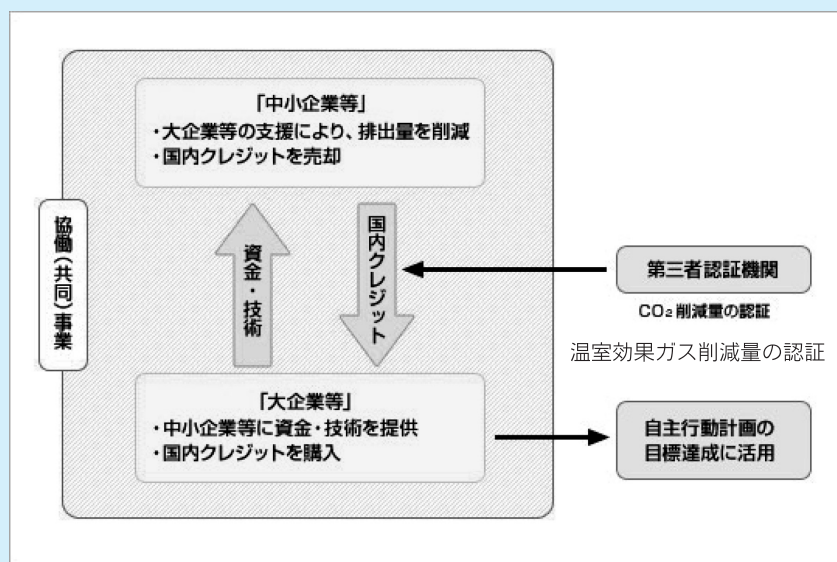 「中小企業等」
・大企業等の支援により、排出量を削減
・国内クレジットを売却
協働(共同)事業
資金・技術
国内クレジット
第三者認証機関
CO₂削減量の認証
温室効果ガス削減量の認証
「大企業等」
・中小企業等に資金・技術を提供
・国内クレジットを購入
自主行動計画の
目標達成に活用